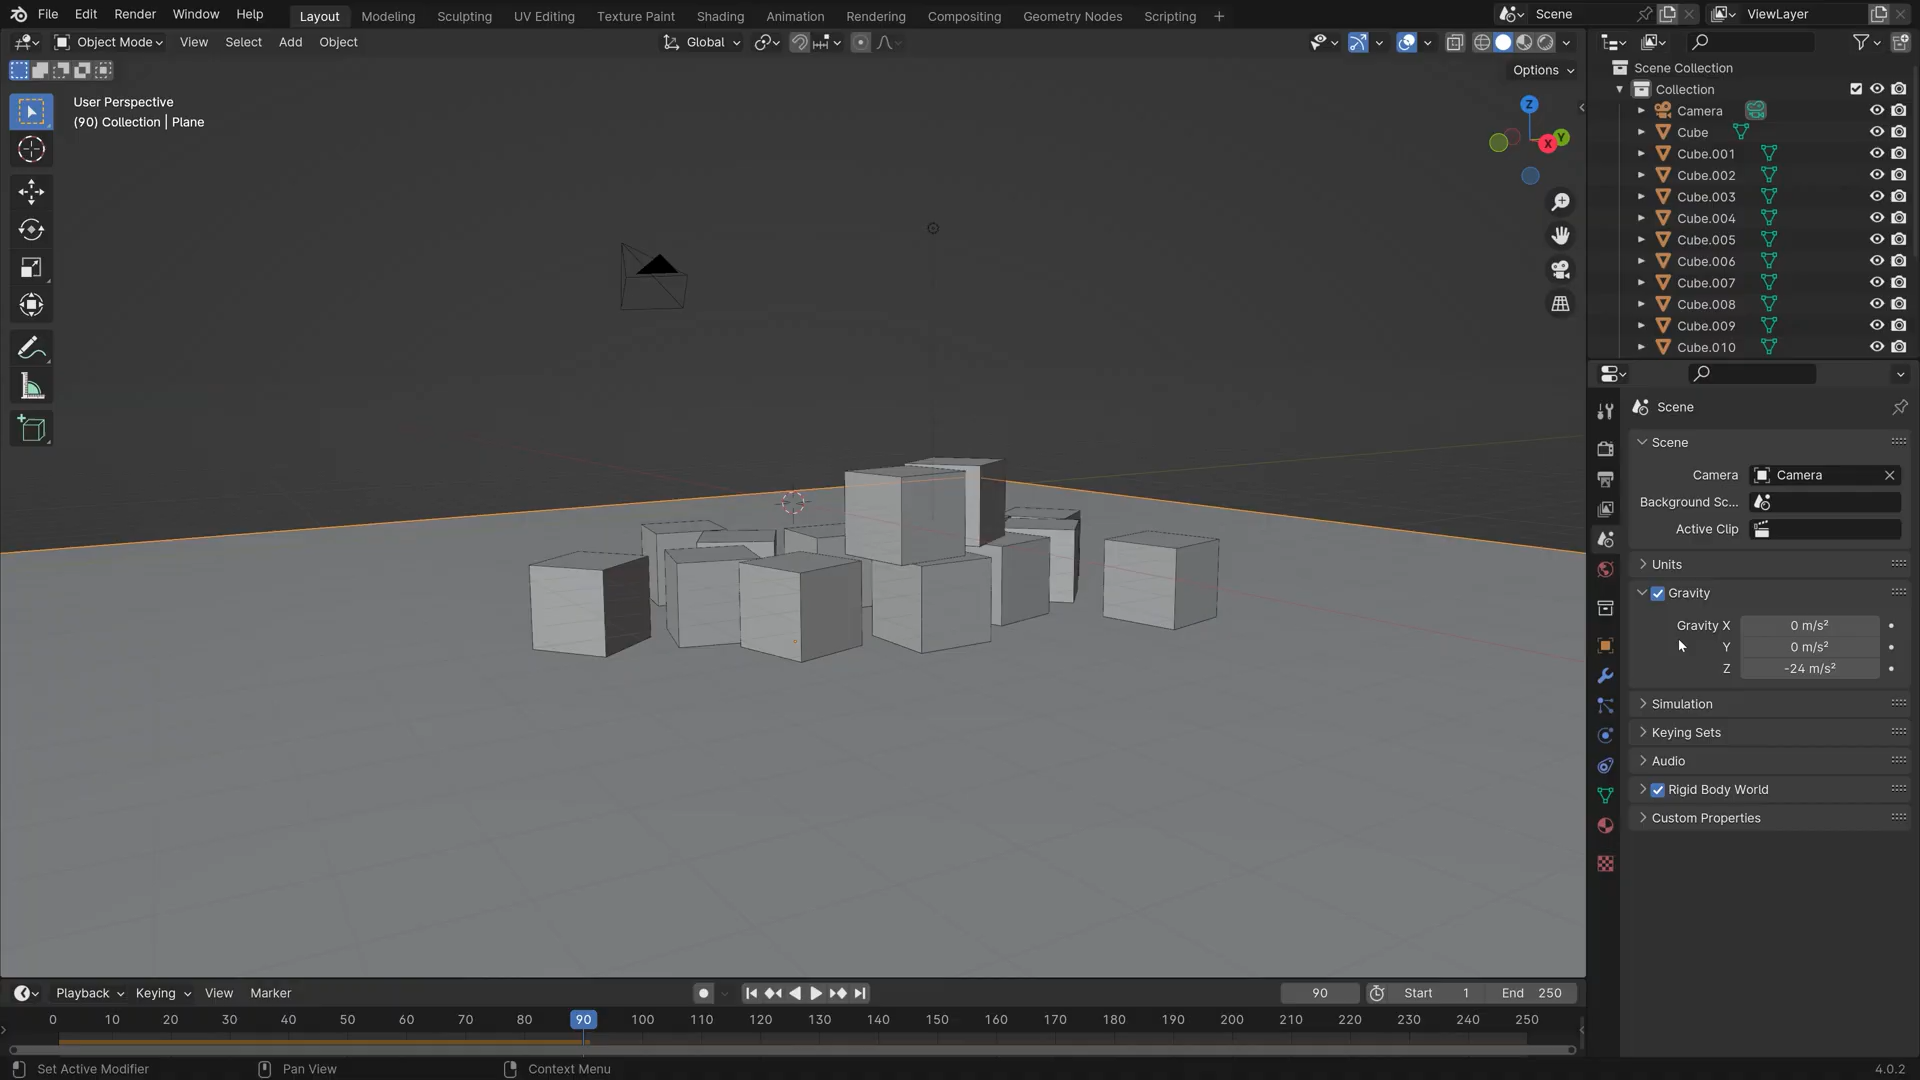 File Edit Render Window Help Layout Modeling Sculpting UV Editing Texture Paint Shading Animation Rendering Compositing Geometry Nodes Scripting + Scene ViewLayer
Object Mode View Select Add Object Global
Options
User Perspective
(90) Collection | Plane
Z
Y
X
Scene Collection
Collection
Camera
Cube
Cube.001
Cube.002
Cube.003
Cube.004
Cube.005
Cube.006
Cube.007
Cube.008
Cube.009
Cube.010
Scene
Scene
Camera Camera
Background Sc...
Active Clip
Units
Gravity
Gravity X 0 m/s²
Y 0 m/s²
Z -24 m/s²
Simulation
Keying Sets
Audio
Rigid Body World
Custom Properties
Playback Keying View Marker 90 Start 1 End 250
0 10 20 30 40 50 60 70 80 90 100 110 120 130 140 150 160 170 180 190 200 210 220 230 240 250
Set Active Modifier Pan View Context Menu 4.0.2